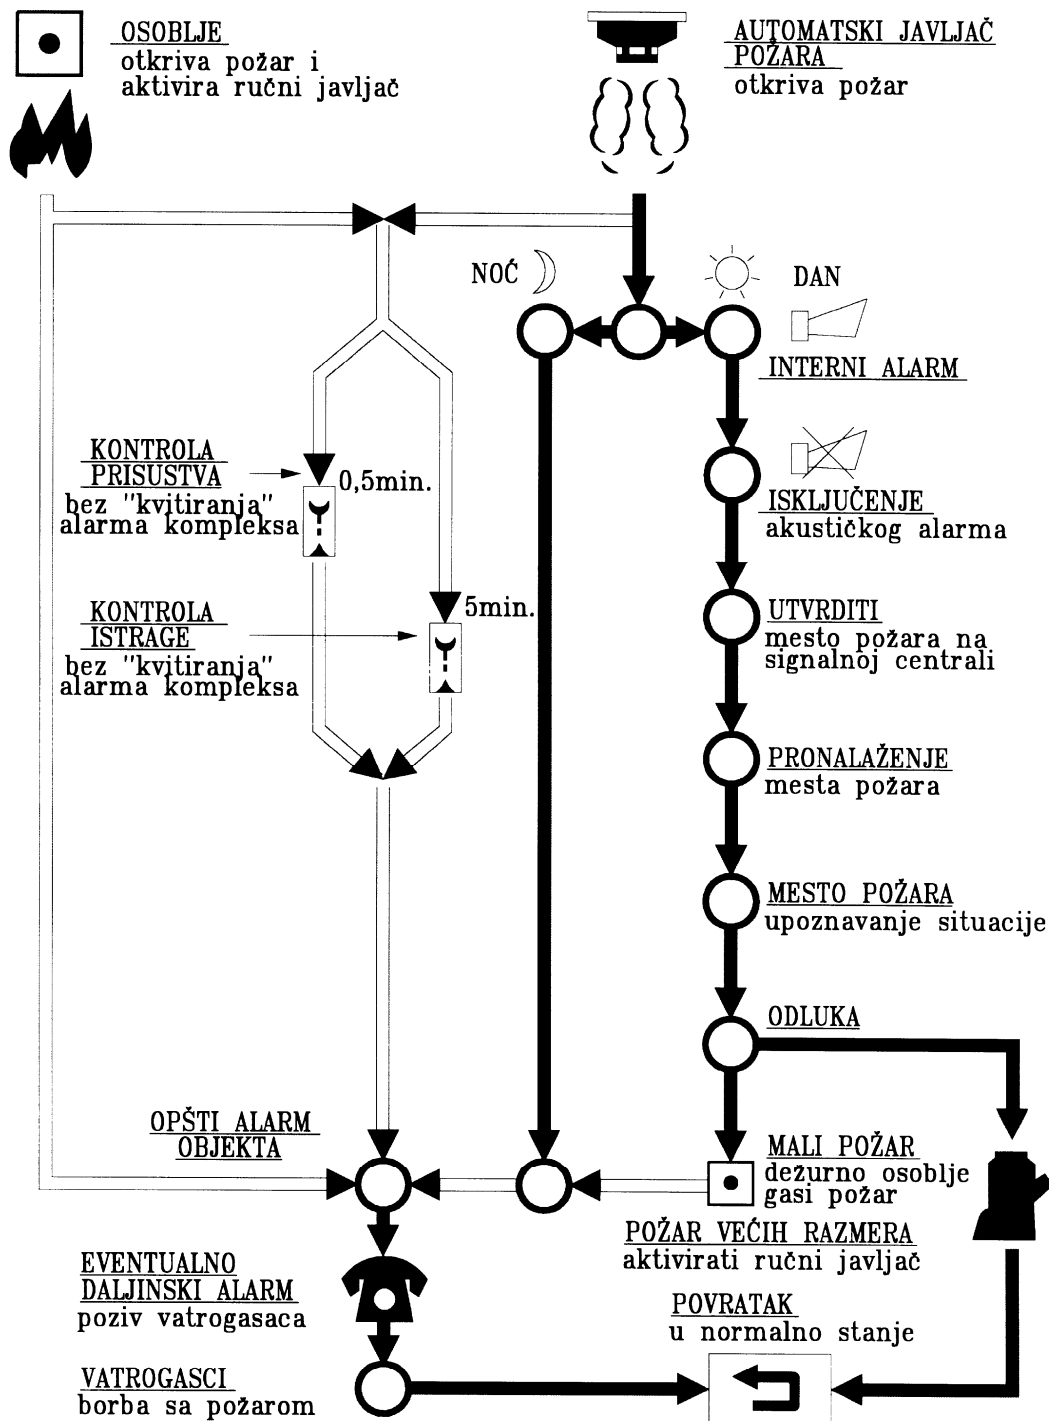 OSOBLJE
otkriva požar i
aktivira ručni javljač
AUTOMATSKI JAVLJAČ
POŽARA
otkriva požar
NOĆ
DAN
INTERNI ALARM
KONTROLA
PRISUSTVA
bez "kvitiranja"
alarma kompleksa
0,5min.
ISKLJUČENJE
akustičkog alarma
KONTROLA
ISTRAGE
bez "kvitiranja"
alarma kompleksa
5min.
UTVRDITI
mesto požara na
signalnoj centrali
PRONALAŽENJE
mesta požara
MESTO POŽARA
upoznavanje situacije
ODLUKA
OPŠTI ALARM
OBJEKTA
MALI POŽAR
dežurno osoblje
gasi požar
POŽAR VEĆIH RAZMERA
aktivirati ručni javljač
EVENTUALNO
DALJINSKI ALARM
poziv vatrogasaca
POVRATAK
u normalno stanje
VATROGASCI
borba sa požarom